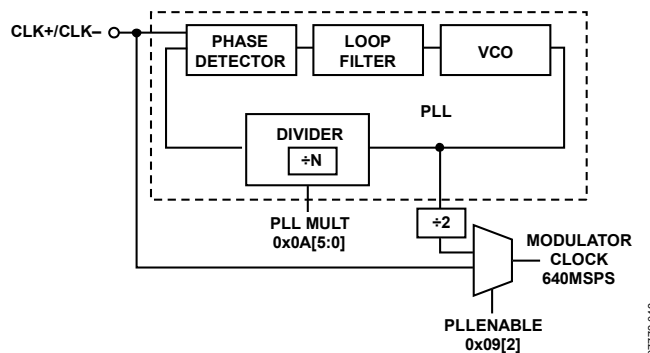 CLK+/CLK–
PHASE
DETECTOR
LOOP
FILTER
VCO
PLL
DIVIDER
÷N
PLL MULT
0x0A[5:0]
÷2
MODULATOR
CLOCK
640MSPS
PLLENABLE
0x09[2]